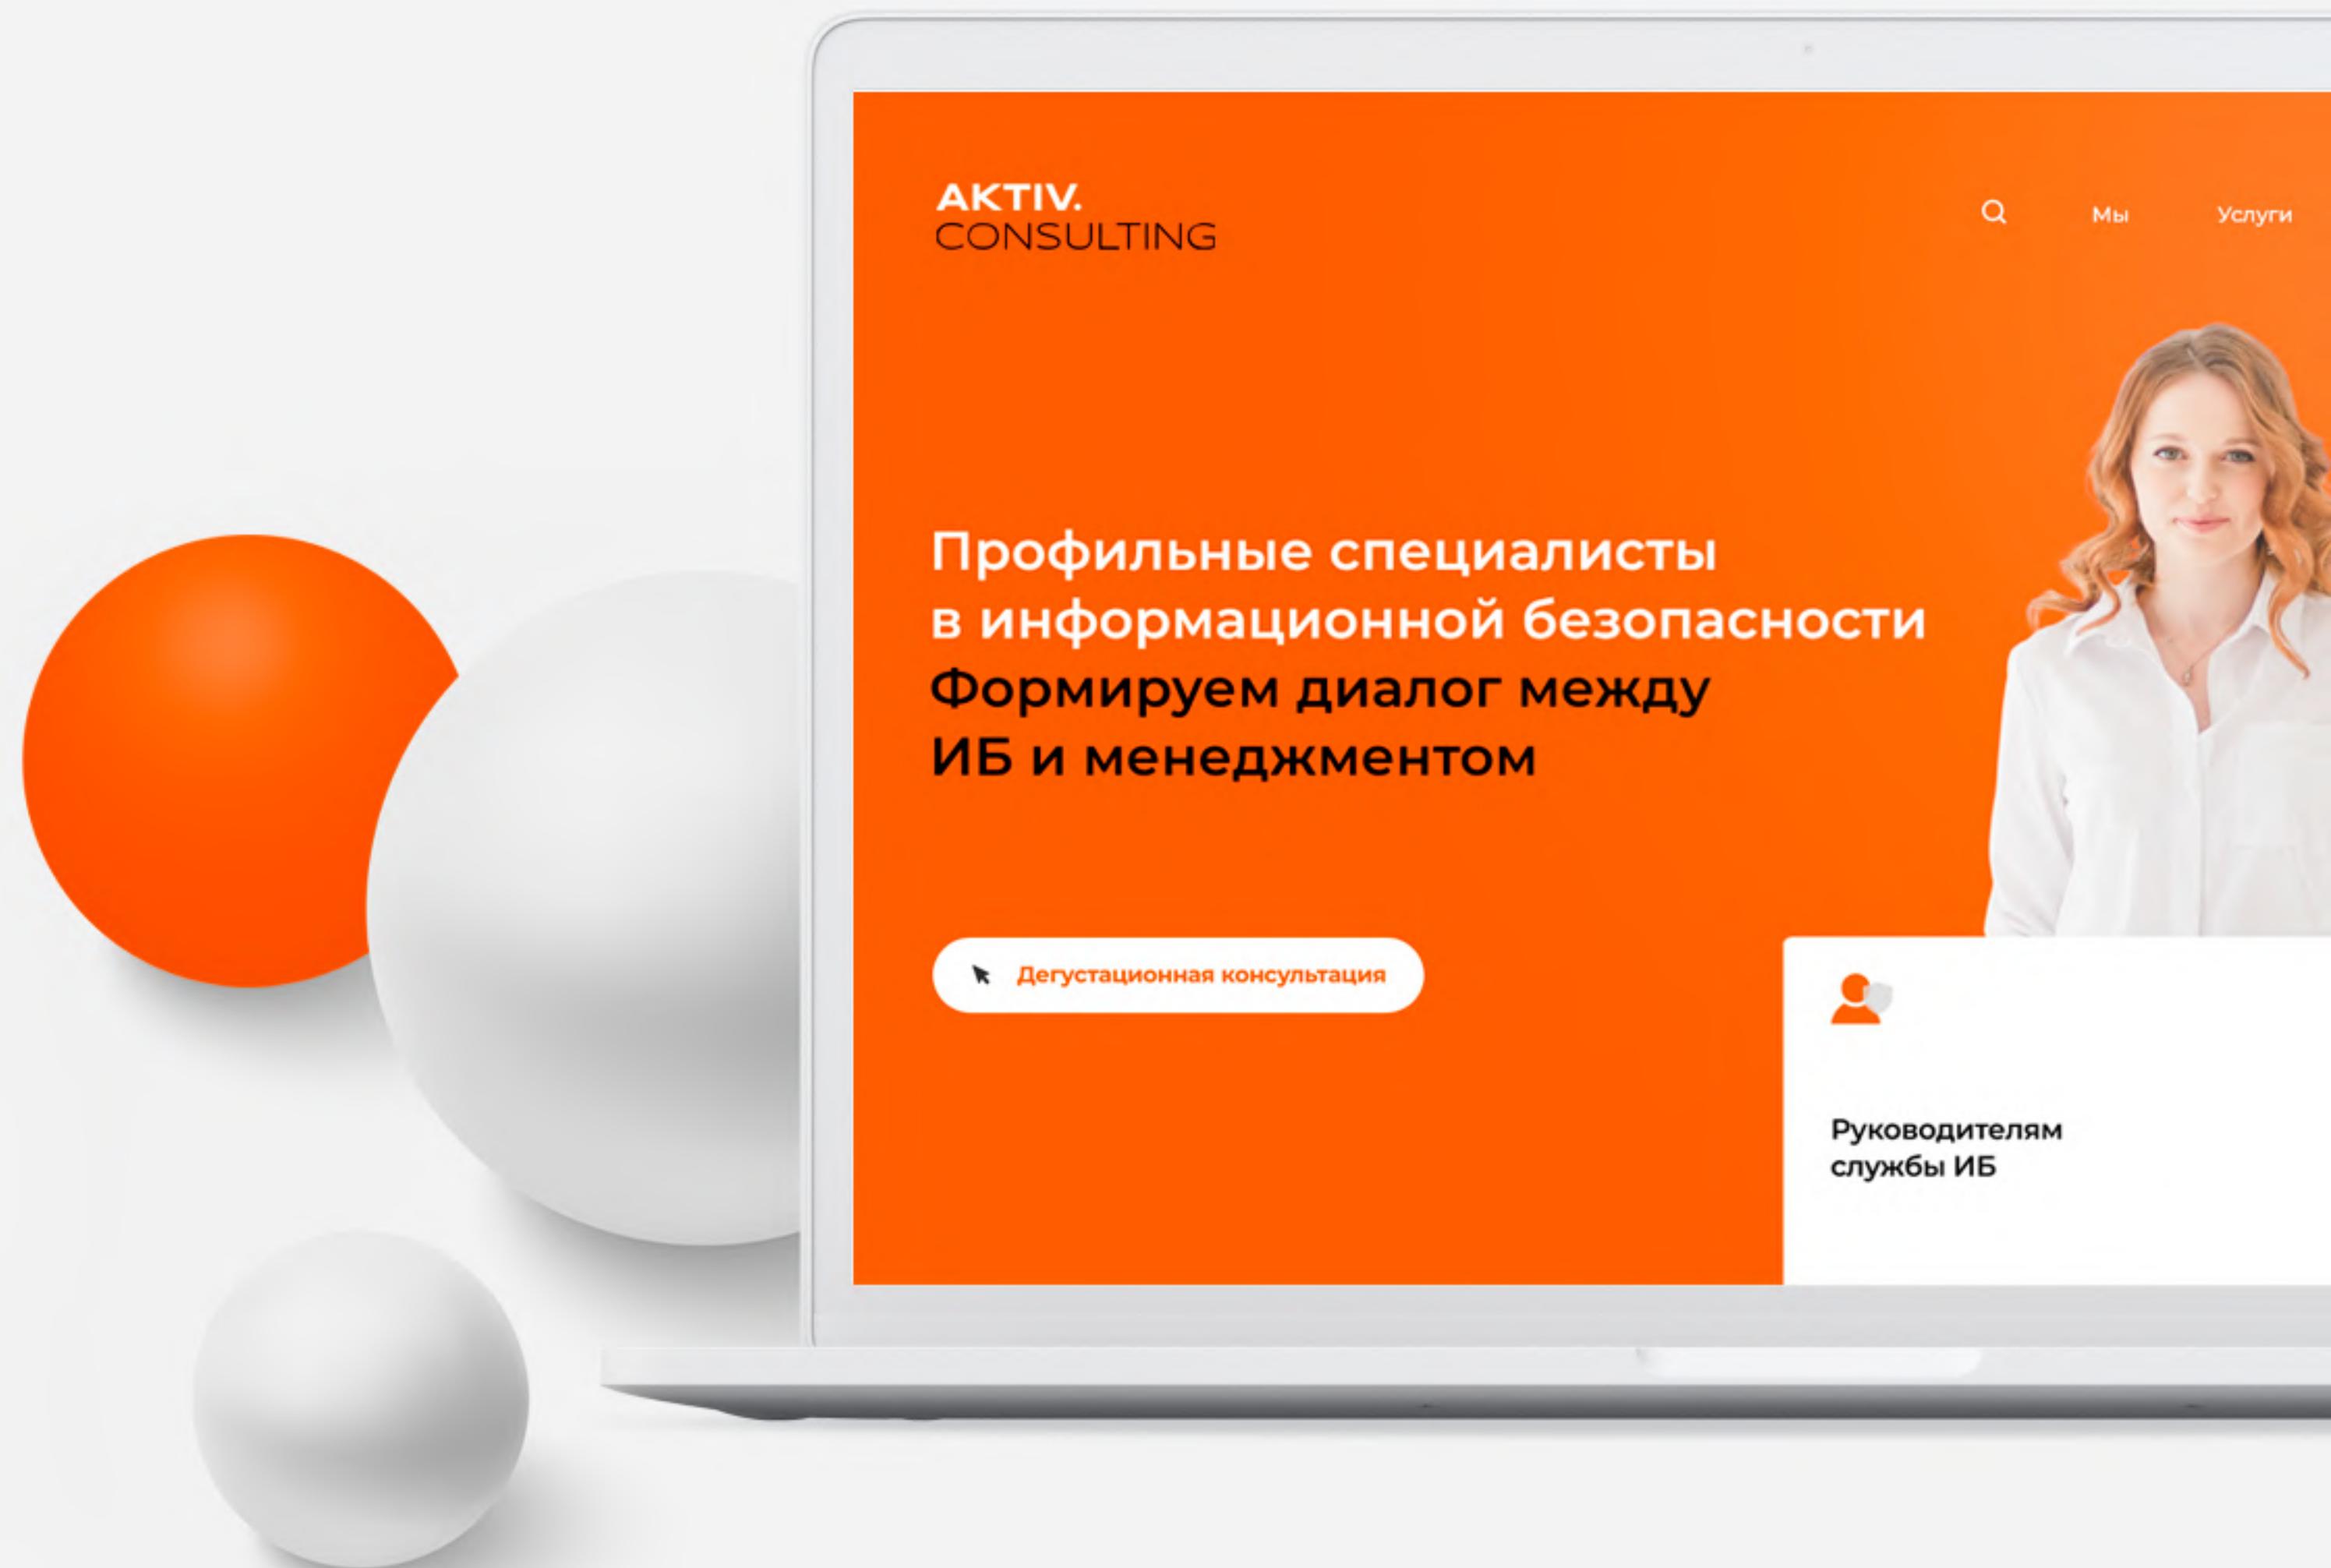 AKTIV.
CONSULTING
Мы
Услуги
Профильные специалисты
в информационной безопасности
Формируем диалог между
ИБ и менеджментом
Дегустационная консультация
Руководителям
службы ИБ